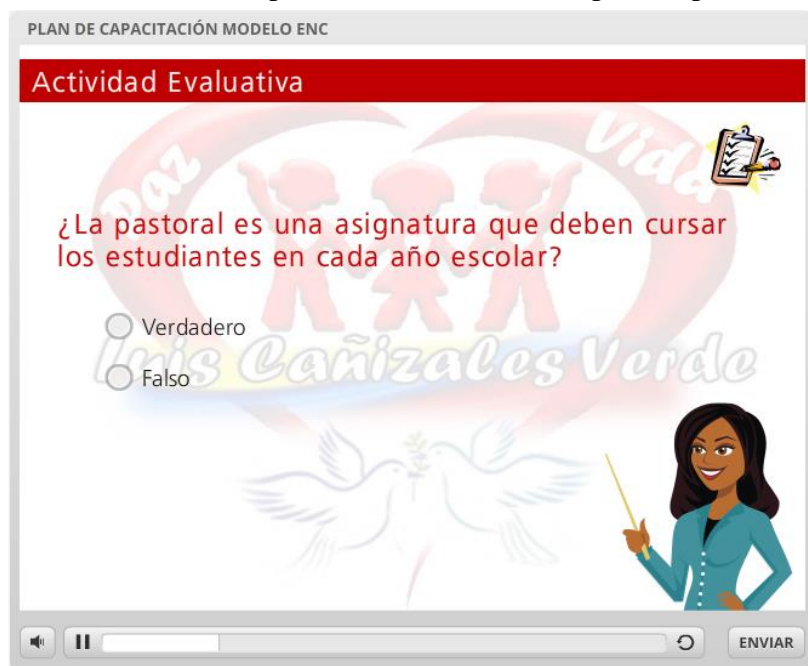 PLAN DE CAPACITACIÓN MODELO ENC
Actividad Evaluativa
Paz
Vida
¿La pastoral es una asignatura que deben cursar
los estudiantes en cada año escolar?
Verdadero
Luis Cañizales Verde
Falso
ENVIAR